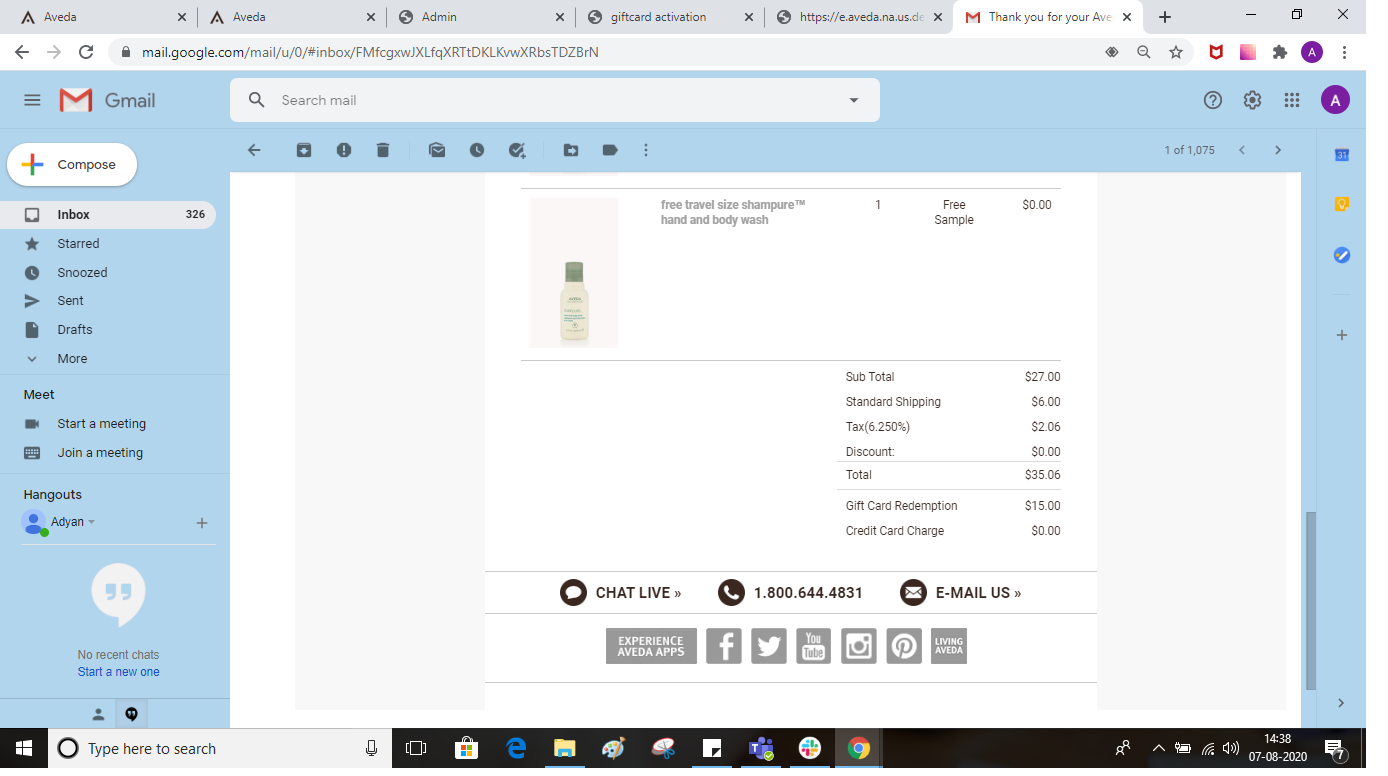 Aveda
Aveda
Admin
giftcard activation
https://e.aveda.na.us.de
Thank you for your Ave
mail.google.com/mail/u/0/#inbox/FMfcgxwJXLfqXRTtDKLKvwXRbsTDZBrN
A
Gmail
Search mail
A
Compose
1 of 1,075
31
Inbox 326
Starred
Snoozed
Sent
Drafts
More
Meet
Start a meeting
Join a meeting
Hangouts
Adyan
No recent chats
Start a new one
free travel size shampure™ 1 Free $0.00
hand and body wash Sample
AVEDA
Sub Total $27.00
Standard Shipping $6.00
Tax(6.250%) $2.06
Discount: $0.00
Total $35.06
Gift Card Redemption $15.00
Credit Card Charge $0.00
CHAT LIVE » 1.800.644.4831 E-MAIL US »
EXPERIENCE
AVEDA APPS
You
Tube
LIVING
AVEDA
Type here to search
14:38
07-08-2020
7